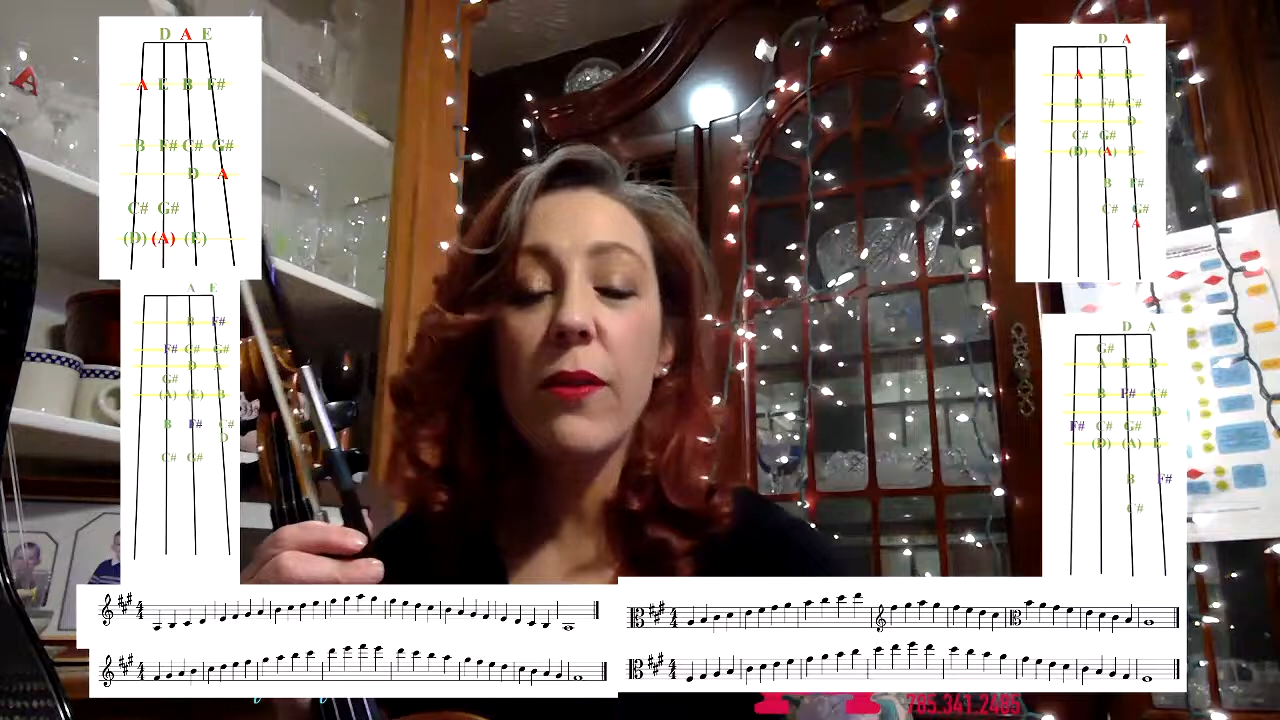 D A E
A
A E B F#
B F# C# G#
D A
C# G#
(D) (A) (E)
A E
B F#
F# G# G#
D A
G#
(A) (E) B
B F# C#
D
C# G#
D A
A E B
B F# G#
D
C# G#
(D) (A) E
B F#
C# G#
A
D A
G#
A E B
B F# C#
D
F# C# G#
(D) (A) E
B F#
C#
785.341.2485